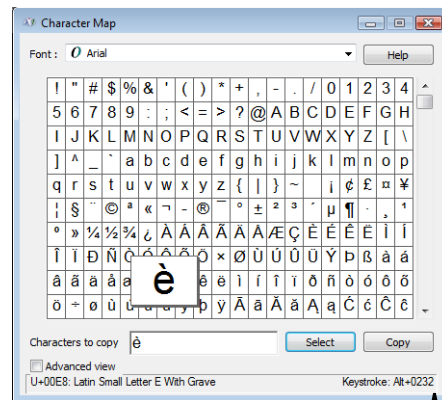 Character Map
Font : O Arial Help
! " # $ % & ' ( ) * + , - . / 0 1 2 3 4
5 6 7 8 9 : ; < = > ? @ A B C D E F G H
I J K L M N O P Q R S T U V W X Y Z [ \
] ^ _ ` a b c d e f g h i j k l m n o p
q r s t u v w x y z { | } ~ ¡ ¢ £ ¤ ¥
¦ § ¨ © ª « ¬ - ® ¯ ° ± ² ³ ´ µ ¶ · ¸ ¹
º » ¼ ½ ¾ ¿ À Á Â Ã Ä Å Æ Ç È É Ê Ë Ì Í
Î Ï Ð Ñ Ò Ó Ô Õ Ö × Ø Ù Ú Û Ü Ý Þ ß à á
â ã ä å è ê ë ì í î ï ð ñ ò ó ô õ
ö ÷ ø ù ú þ ÿ Ā ā Ă ă Ą ą Ć ć Ĉ ĉ
Characters to copy è Select Copy
Advanced view
U+00E8: Latin Small Letter E With Grave Keystroke: Alt+0232